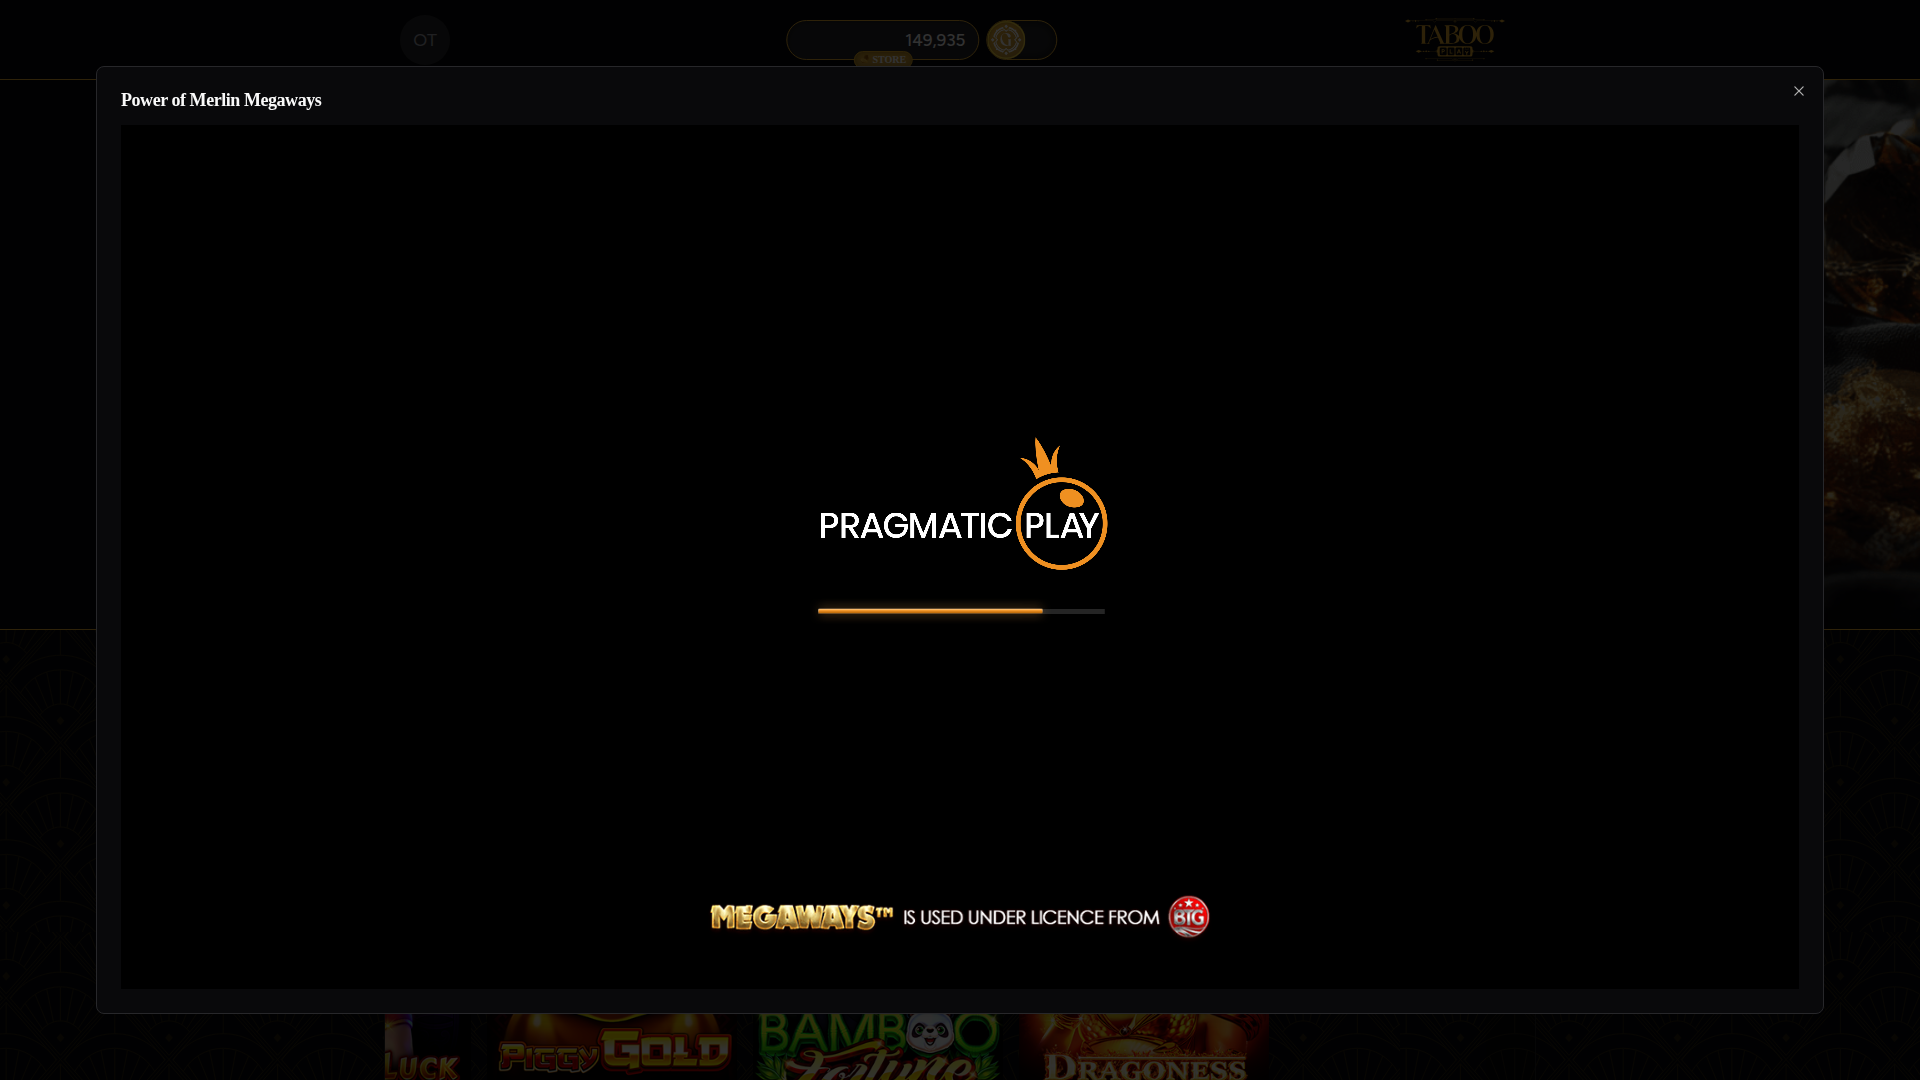 OT
149,935
STORE
TABOO
PLAY
Power of Merlin Megaways
PRAGMATIC PLAY
MEGAWAYS™ IS USED UNDER LICENCE FROM BIG
LUCK
PIGGY GOLD
BAMBOO
Fortune
DRAGONESS